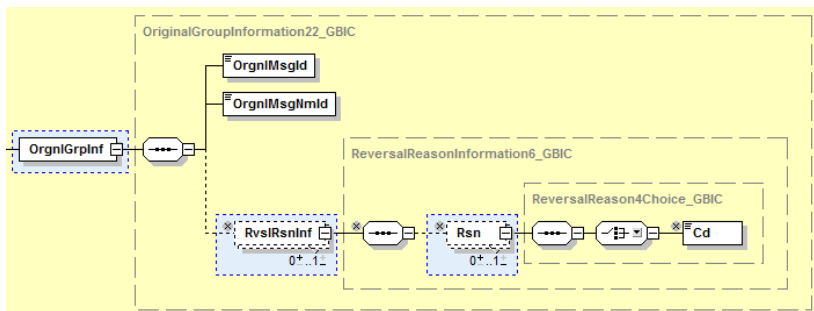 OriginalGroupInformation22_GBIC
OrgnlMsgId
OrgnlMsgNmId
OrgnlGrpInf
ReversalReasonInformation6_GBIC
ReversalReason4Choice_GBIC
RvslRsnInf
Rsn
Cd
0±..1±
0±..1±